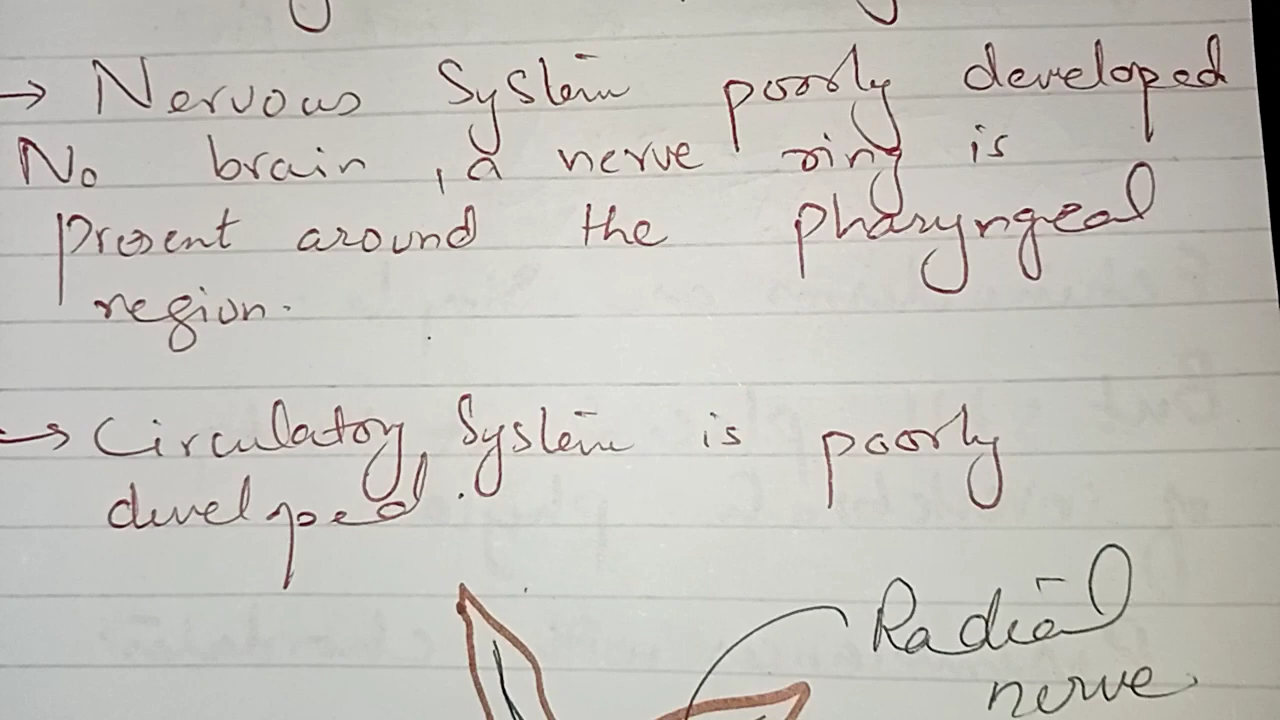 → Nervous System poorly developed
No brain, a nerve ring is
Present around the pharyngeal
region.
→ Circulatory System is poorly
develped.
Radial
nerve